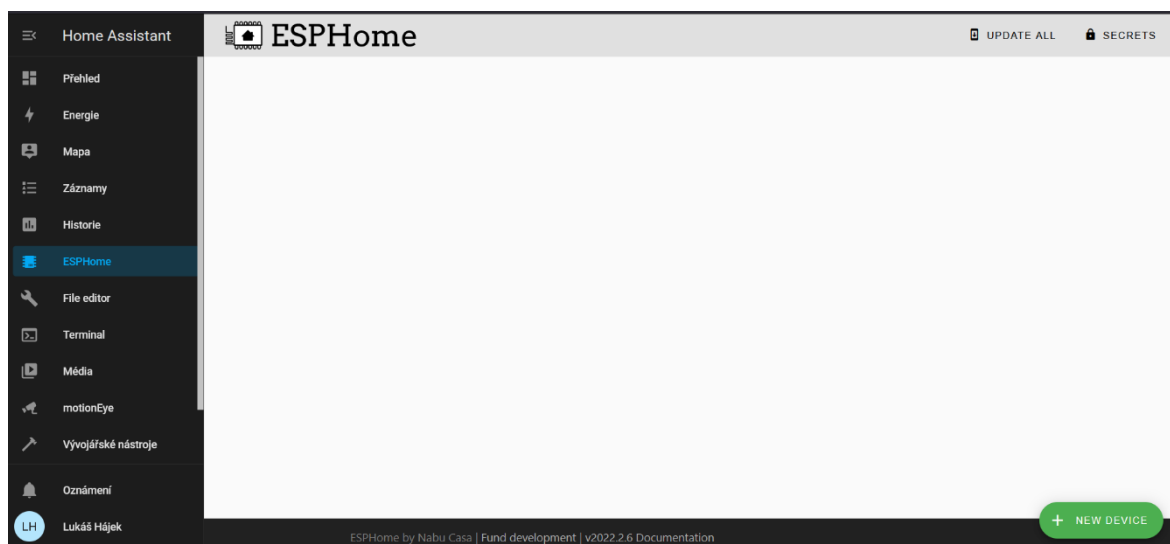 Home Assistant
ESPHome
UPDATE ALL
SECRETS
Přehled
Energie
Mapa
Záznamy
Historie
ESPHome
File editor
Terminal
Média
motionEye
Vývojářské nástroje
Oznámení
LH Lukáš Hájek
+ NEW DEVICE
ESPHome by Nabu Casa | Fund development | v2022.2.6 Documentation